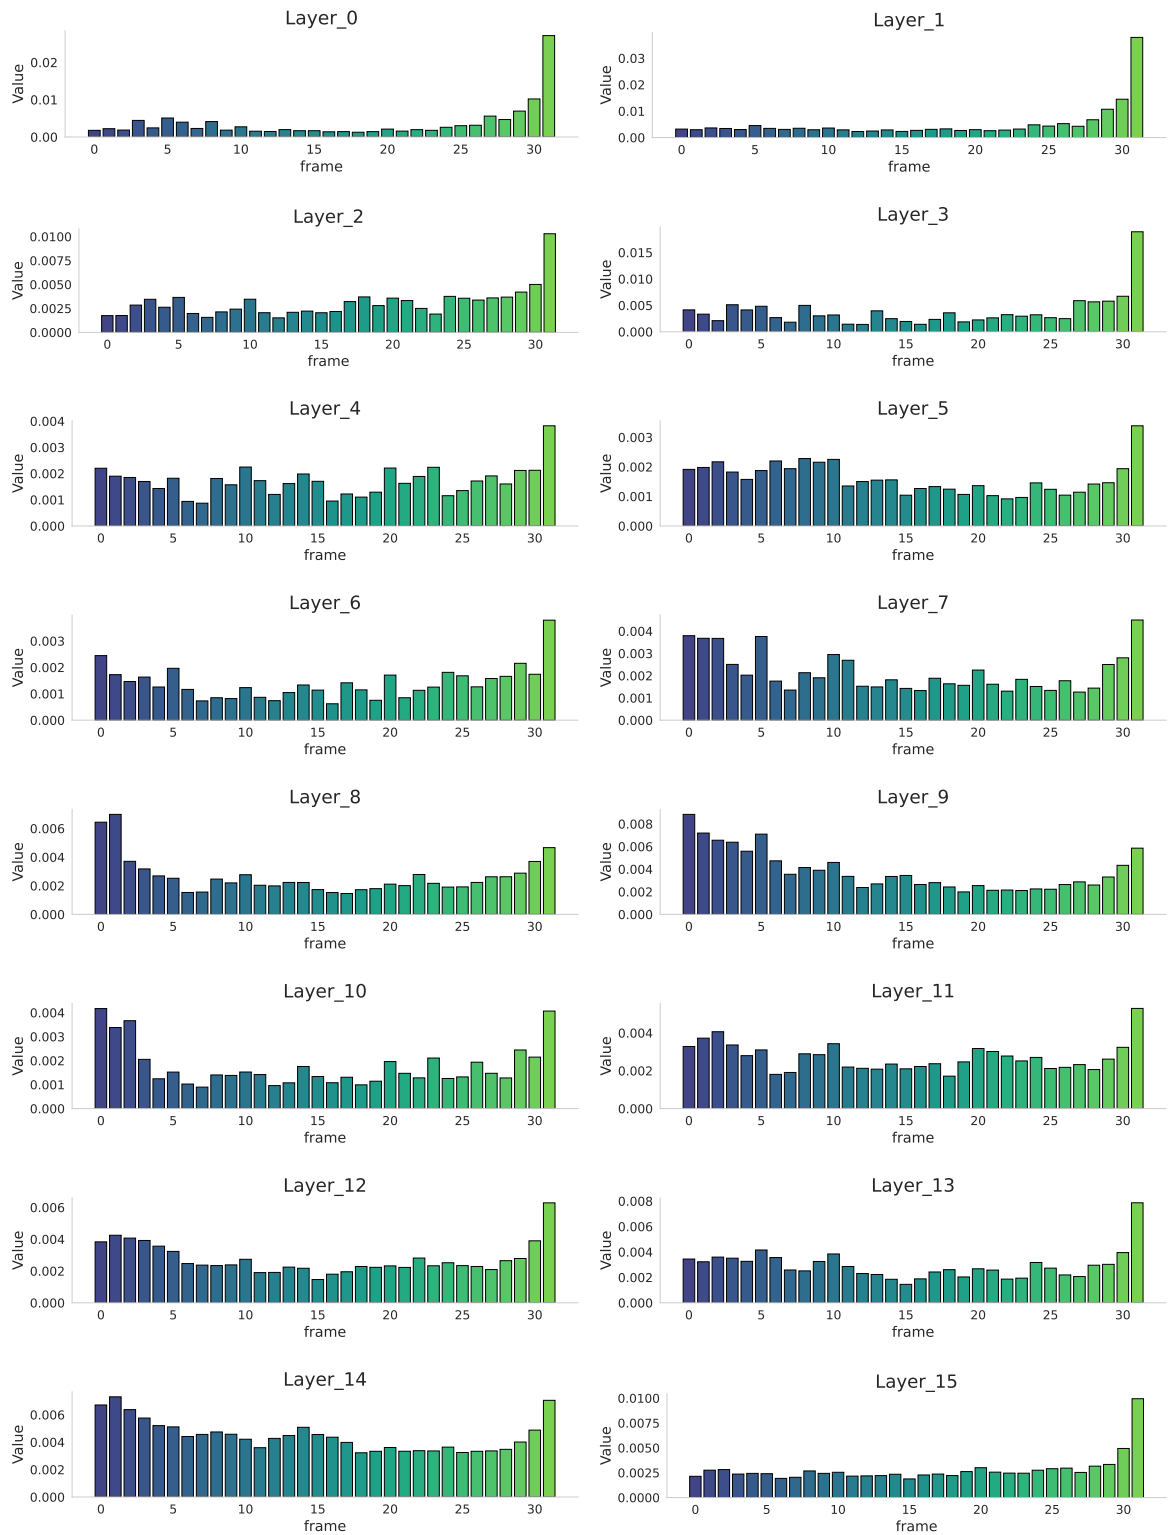 Layer_0
Value
0.02
0.01
0.00
0 5 10 15 20 25 30
frame
Layer_1
Value
0.03
0.02
0.01
0.00
0 5 10 15 20 25 30
frame
Layer_2
Value
0.0100
0.0075
0.0050
0.0025
0.0000
0 5 10 15 20 25 30
frame
Layer_3
Value
0.015
0.010
0.005
0.000
0 5 10 15 20 25 30
frame
Layer_4
Value
0.004
0.003
0.002
0.001
0.000
0 5 10 15 20 25 30
frame
Layer_5
Value
0.003
0.002
0.001
0.000
0 5 10 15 20 25 30
frame
Layer_6
Value
0.003
0.002
0.001
0.000
0 5 10 15 20 25 30
frame
Layer_7
Value
0.004
0.003
0.002
0.001
0.000
0 5 10 15 20 25 30
frame
Layer_8
Value
0.006
0.004
0.002
0.000
0 5 10 15 20 25 30
frame
Layer_9
Value
0.008
0.006
0.004
0.002
0.000
0 5 10 15 20 25 30
frame
Layer_10
Value
0.004
0.003
0.002
0.001
0.000
0 5 10 15 20 25 30
frame
Layer_11
Value
0.004
0.002
0.000
0 5 10 15 20 25 30
frame
Layer_12
Value
0.006
0.004
0.002
0.000
0 5 10 15 20 25 30
frame
Layer_13
Value
0.008
0.006
0.004
0.002
0.000
0 5 10 15 20 25 30
frame
Layer_14
Value
0.006
0.004
0.002
0.000
0 5 10 15 20 25 30
frame
Layer_15
Value
0.0100
0.0075
0.0050
0.0025
0.0000
0 5 10 15 20 25 30
frame